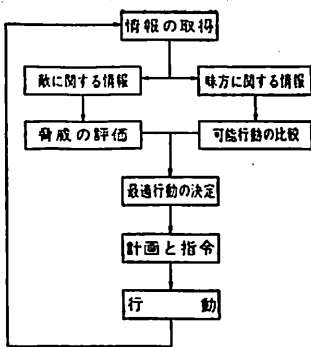 情報の取得
敵に関する情報
味方に関する情報
脅威の評価
可能行動の比較
最適行動の決定
計画と指令
行動